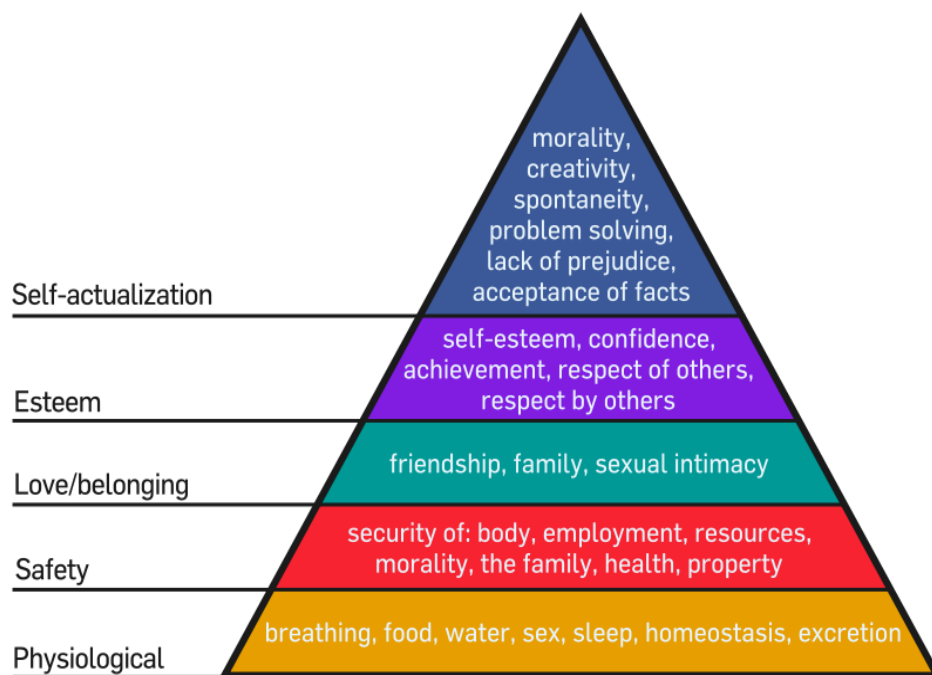 morality,
creativity,
spontaneity,
problem solving,
lack of prejudice,
acceptance of facts
Self-actualization
self-esteem, confidence,
achievement, respect of others,
respect by others
Esteem
friendship, family, sexual intimacy
Love/belonging
security of: body, employment, resources,
morality, the family, health, property
Safety
breathing, food, water, sex, sleep, homeostasis, excretion
Physiological